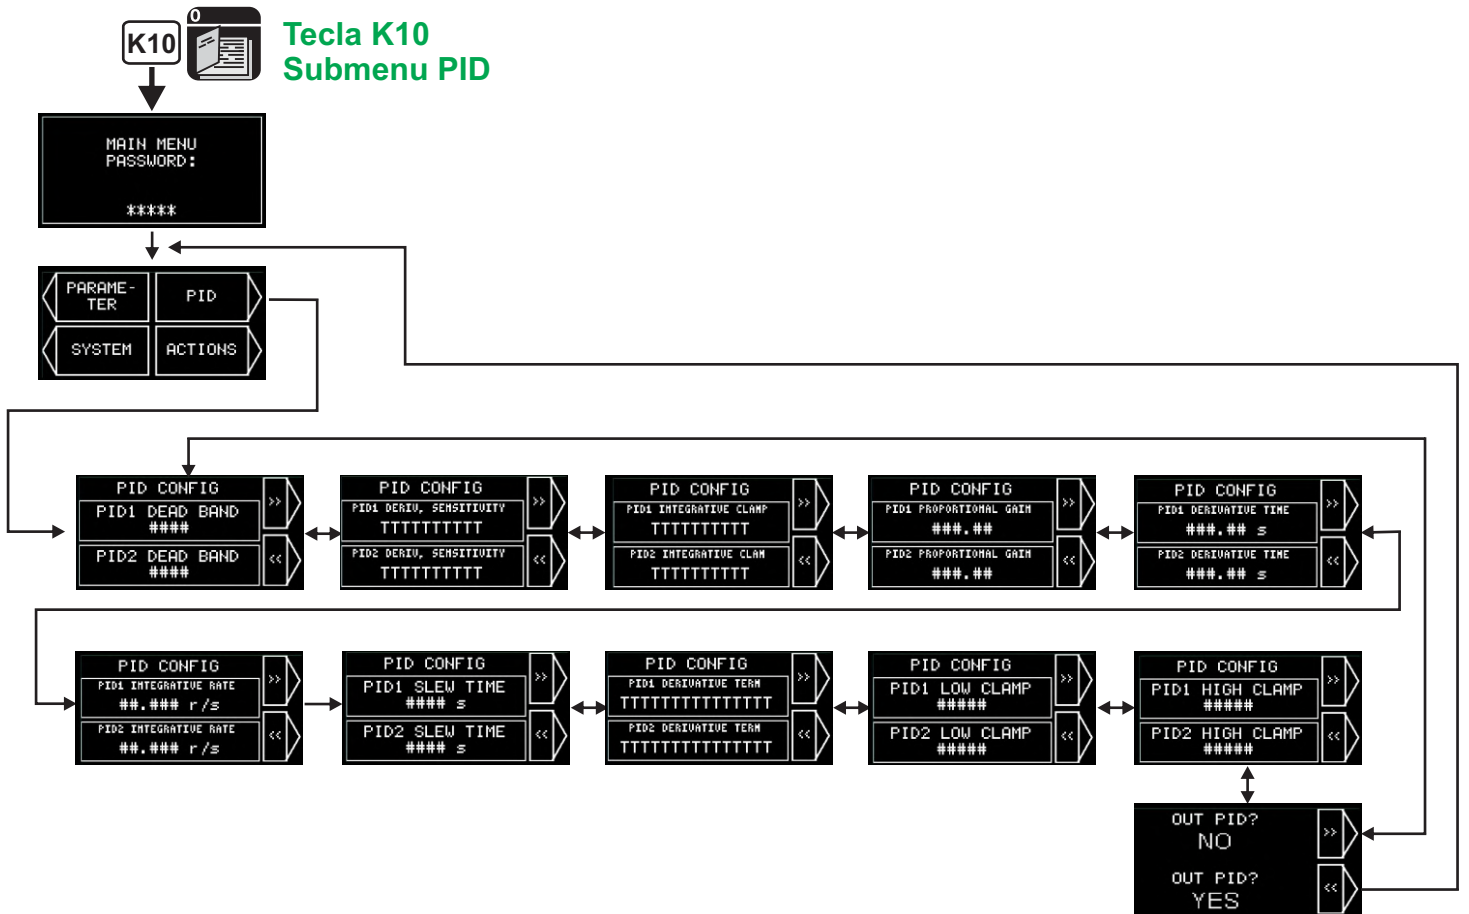 0
K10
Tecla K10
Submenu PID
MAIN MENU
PASSWORD:
*****
PARAME-
TER
PID
SYSTEM
ACTIONS
PID CONFIG
PID1 DEAD BAND
####
PID2 DEAD BAND
####
>>
<<
PID CONFIG
PID1 DERIV, SENSITIVITY
TTTTTTTTTT
PID2 DERIV, SENSITIVITY
TTTTTTTTTT
>>
<<
PID CONFIG
PID1 INTEGRATIVE CLAMP
TTTTTTTTTT
PID2 INTEGRATIVE CLAM
TTTTTTTTTT
>>
<<
PID CONFIG
PID1 PROPORTIONAL GAIN
###.##
PID2 PROPORTIONAL GAIN
###.##
>>
<<
PID CONFIG
PID1 DERIVATIVE TIME
###.## s
PID2 DERIVATIVE TIME
###.## s
>>
<<
PID CONFIG
PID1 INTEGRATIVE RATE
##.### r/s
PID2 INTEGRATIVE RATE
##.### r/s
>>
<<
PID CONFIG
PID1 SLEW TIME
#### s
PID2 SLEW TIME
#### s
>>
<<
PID CONFIG
PID1 DERIVATIVE TERM
TTTTTTTTTTTTTTT
PID2 DERIVATIVE TERM
TTTTTTTTTTTTTTT
>>
<<
PID CONFIG
PID1 LOW CLAMP
#####
PID2 LOW CLAMP
#####
>>
<<
PID CONFIG
PID1 HIGH CLAMP
#####
PID2 HIGH CLAMP
#####
>>
<<
OUT PID?
NO
>>
OUT PID?
YES
<<